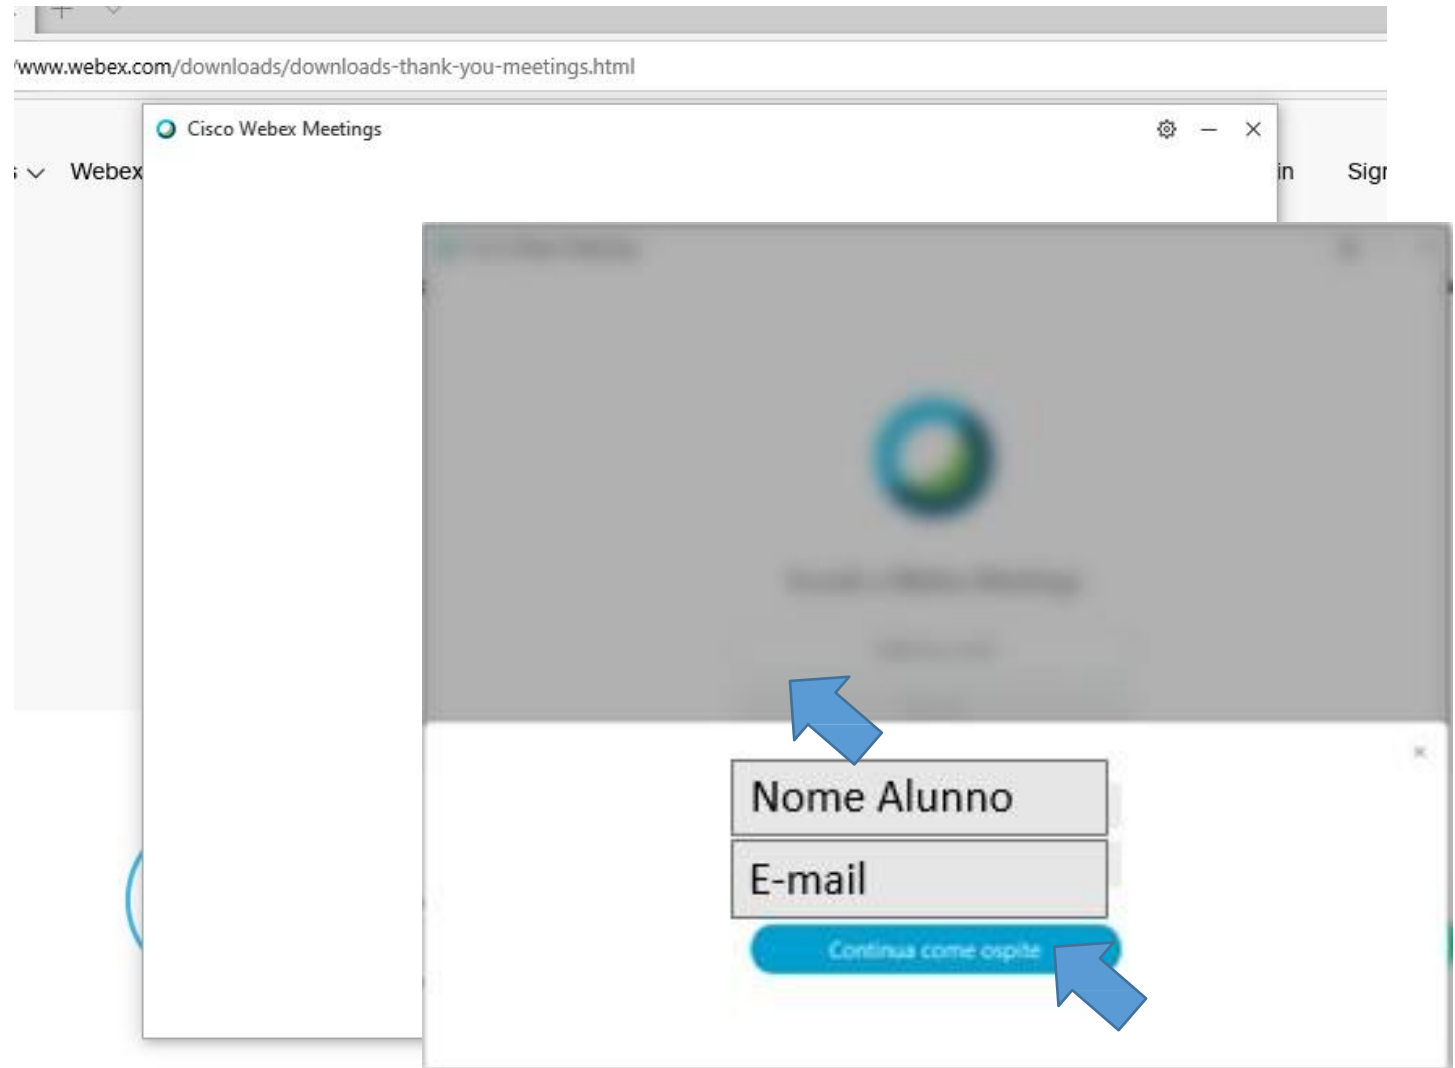 www.webex.com/downloads/downloads-thank-you-meetings.html
Cisco Webex Meetings
Webex
in Sign
Nome Alunno
E-mail
Continua come ospite